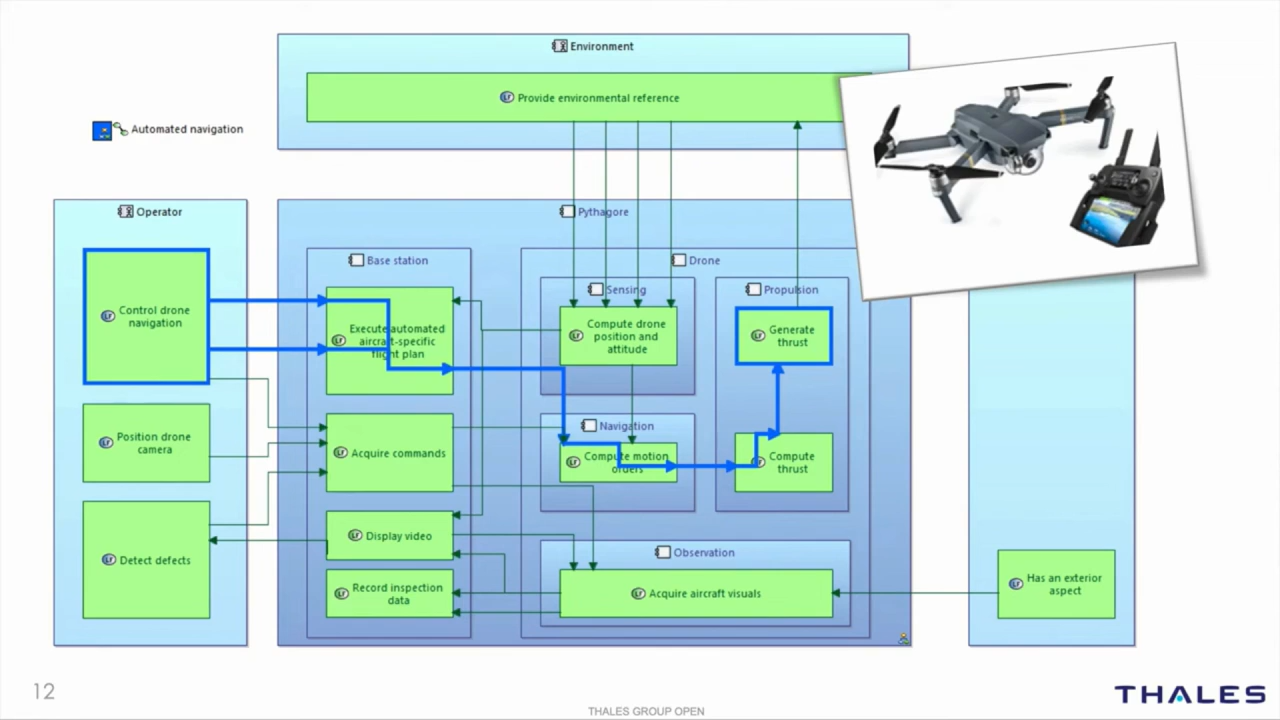 Environment
Provide environmental reference
Automated navigation
Operator
Control drone
navigation
Position drone
camera
Detect defects
Pythagore
Base station
Execute automated
aircraft-specific
flight plan
Acquire commands
Display video
Record inspection
data
Drone
Sensing
Compute drone
position and
attitude
Navigation
Compute motion
orders
Propulsion
Generate
thrust
Compute
thrust
Observation
Acquire aircraft visuals
Has an exterior
aspect
12
THALES GROUP OPEN
THALES